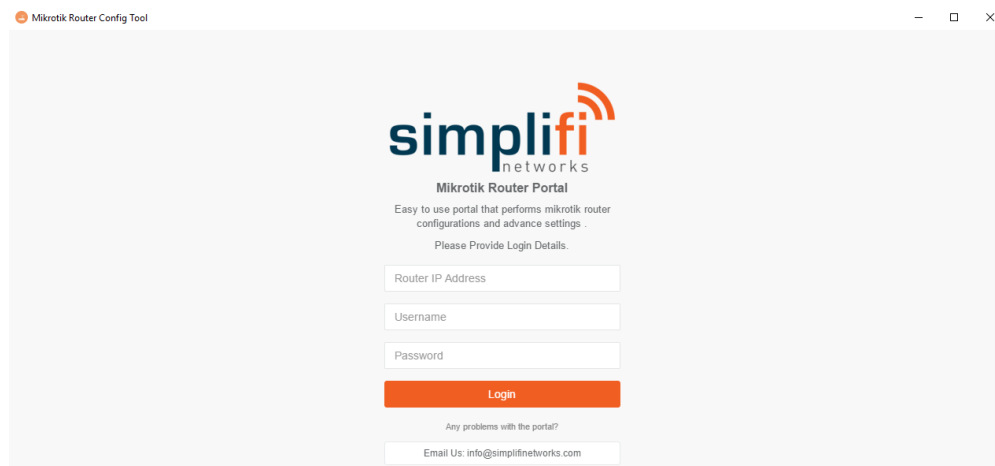 Mikrotik Router Config Tool
simplifi
networks
Mikrotik Router Portal
Easy to use portal that performs mikrotik router
configurations and advance settings .
Please Provide Login Details.
Router IP Address
Username
Password
Login
Any problems with the portal?
Email Us: info@simplifinetworks.com